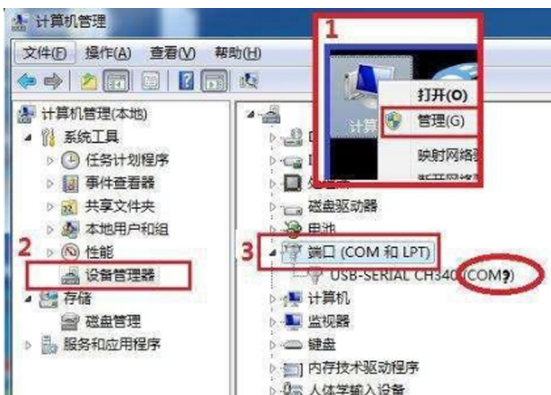 计算机管理
文件(F) 操作(A) 查看(V) 帮助(H)
1
打开(O)
管理(G)
计算机管理(本地)
系统工具
任务计划程序
事件查看器
共享文件夹
本地用户和组
2
性能
设备管理器
存储
磁盘管理
服务和应用程序
磁盘驱动器
电池
3
端口 (COM 和 LPT)
USB-SERIAL CH340 (COM?)
计算机
监视器
键盘
内存技术驱动程序
人体学输入设备